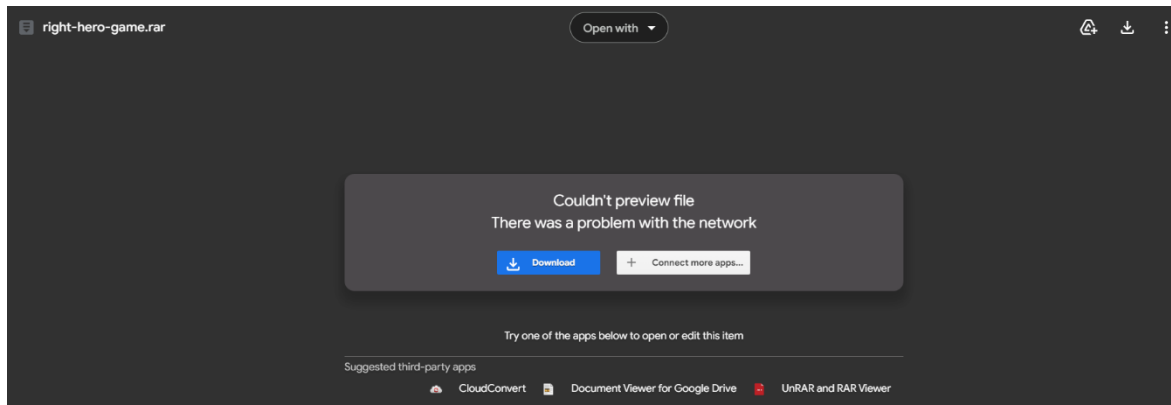 right-hero-game.rar
Open with
Couldn't preview file
There was a problem with the network
Download
Connect more apps...
Try one of the apps below to open or edit this item
Suggested third-party apps
CloudConvert
Document Viewer for Google Drive
UnRAR and RAR Viewer